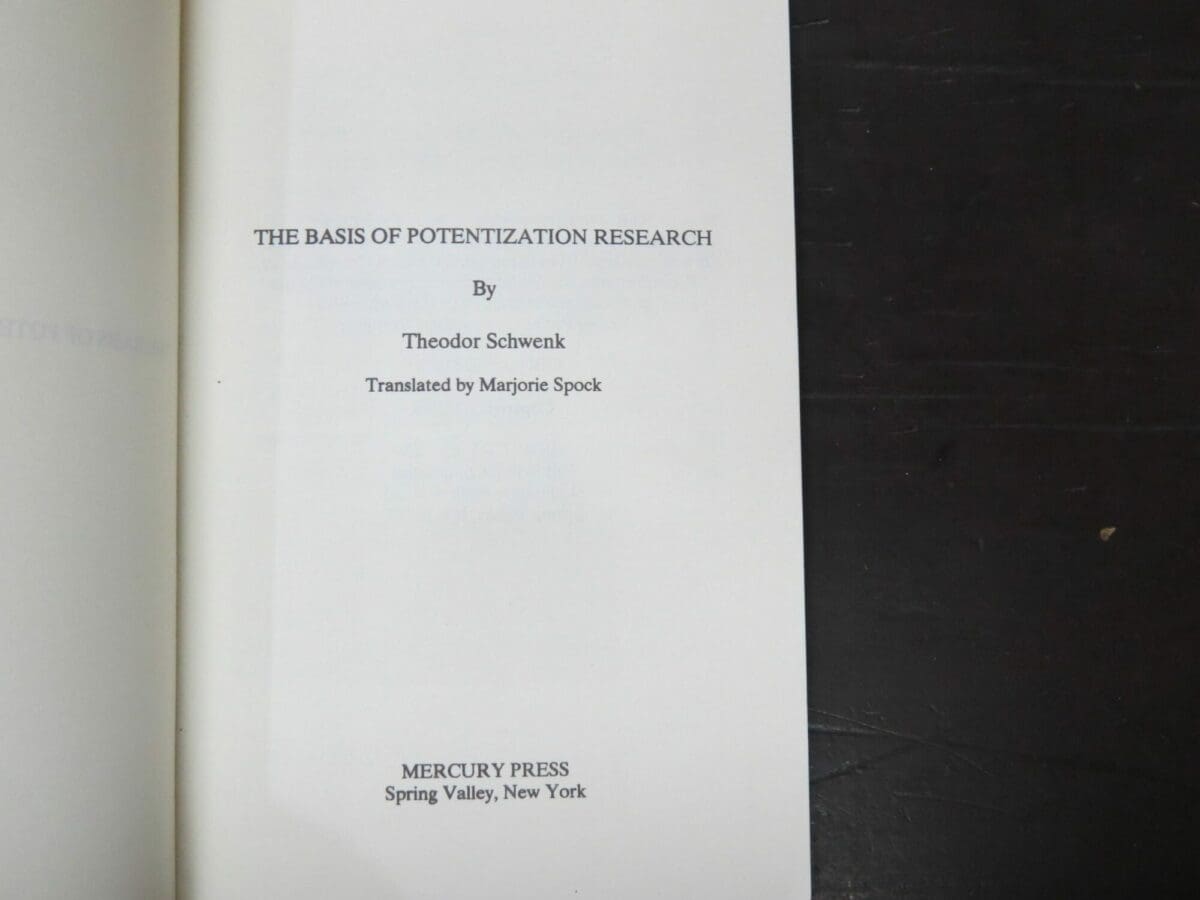 THE BASIS OF POTENTIZATION RESEARCH
By
Theodor Schwenk
Translated by Marjorie Spock
MERCURY PRESS
Spring Valley, New York